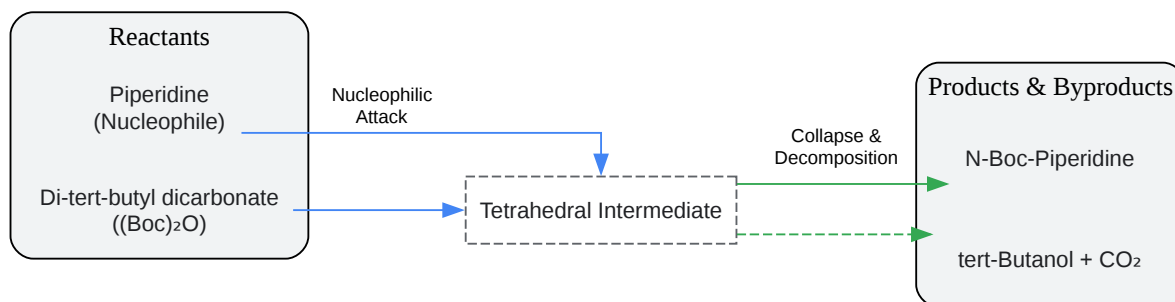 Reactants
Piperidine
(Nucleophile)
Di-tert-butyl dicarbonate
((Boc)₂O)
Nucleophilic
Attack
Tetrahedral Intermediate
Collapse &
Decomposition
Products & Byproducts
N-Boc-Piperidine
tert-Butanol + CO₂